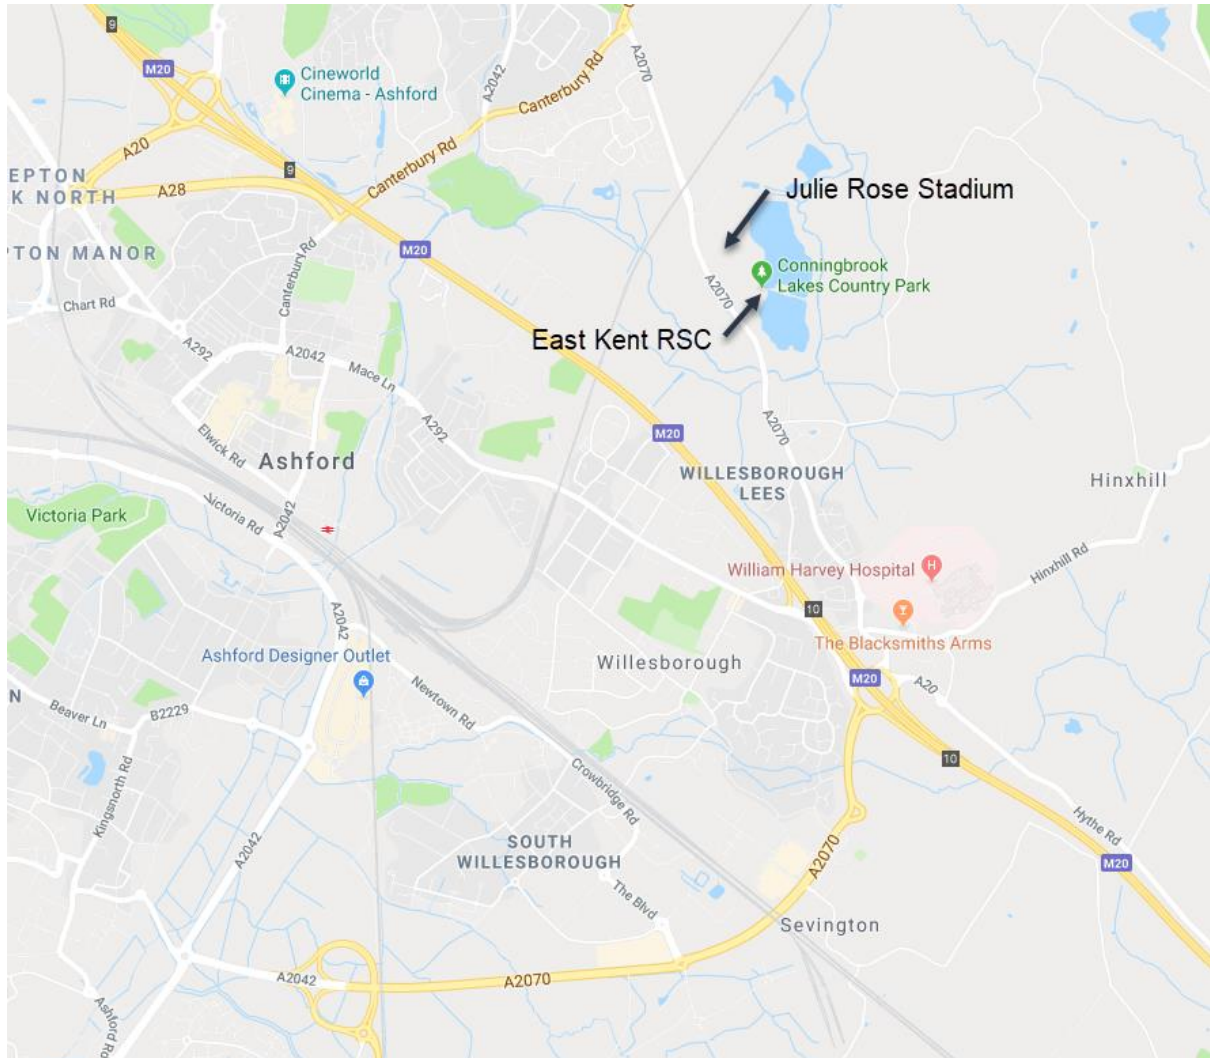 9
M20
Cineworld
Cinema - Ashford
A2042
A2070
Canterbury Rd
A20
9
EPTON
K NORTH
A28
Canterbury Rd
Julie Rose Stadium
PTON MANOR
M20
Canterbury Rd
Conningbrook
Lakes Country Park
A2070
Chart Rd
East Kent RSC
A292
A2042
Mace Ln
A292
A2070
Elwick Rd
M20
Ashford
WILLESBOROUGH
LEES
Hinxhill
Victoria Park
Victoria Rd
A2042
William Harvey Hospital
H
Hinxhill Rd
10
A2042
The Blacksmiths Arms
Ashford Designer Outlet
Willesborough
M20
A20
N
Beaver Ln
B2229
Newtown Rd
10
Kingsnorth Rd
Crowbridge Rd
Hythe Rd
A2042
SOUTH
WILLESBOROUGH
A2070
M20
The Blvd
Sevington
A2042
A2070
Ashford Ro